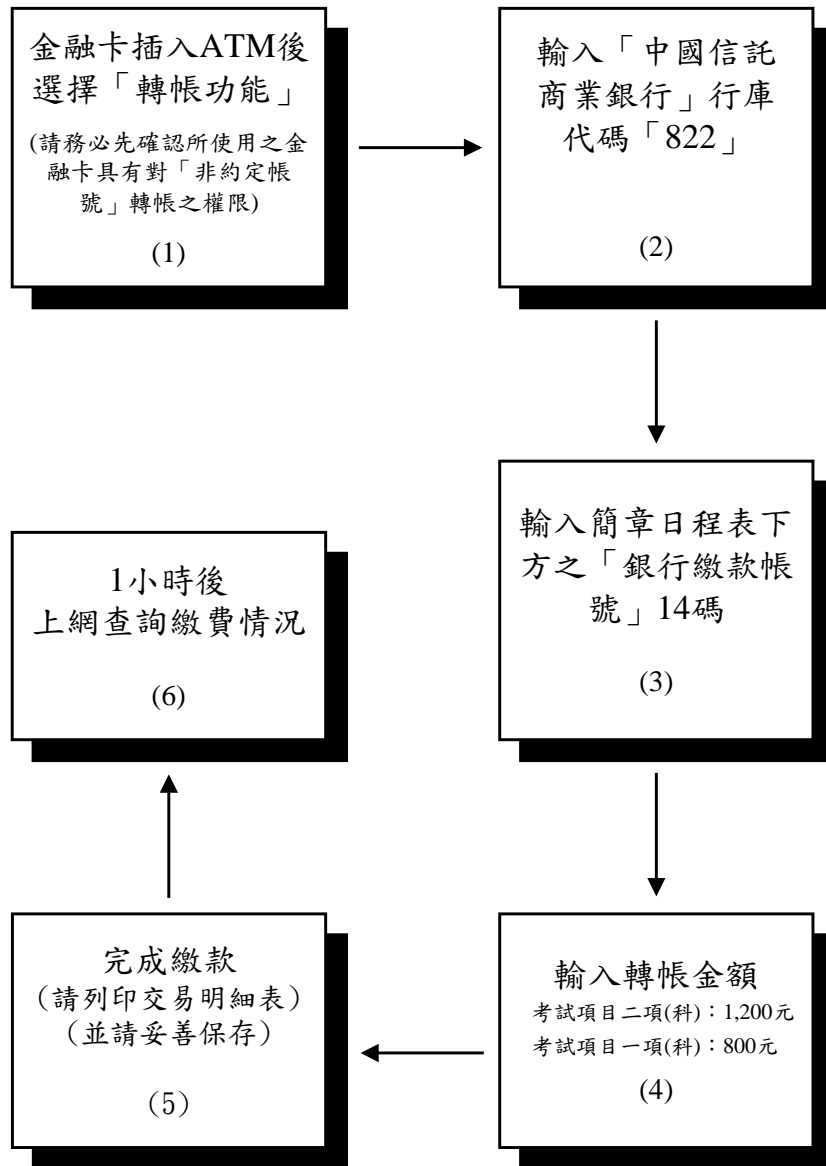 金融卡插入ATM後
選擇「轉帳功能」
(請務必先確認所使用之金
融卡具有對「非約定帳
號」轉帳之權限)
(1)
輸入「中國信託
商業銀行」行庫
代碼「822」
(2)
輸入簡章日程表下
方之「銀行繳款帳
號」14碼
(3)
輸入轉帳金額
考試項目二項(科)：1,200元
考試項目一項(科)：800元
(4)
完成繳款
（請列印交易明細表）
（並請妥善保存）
（5）
1小時後
上網查詢繳費情況
(6)